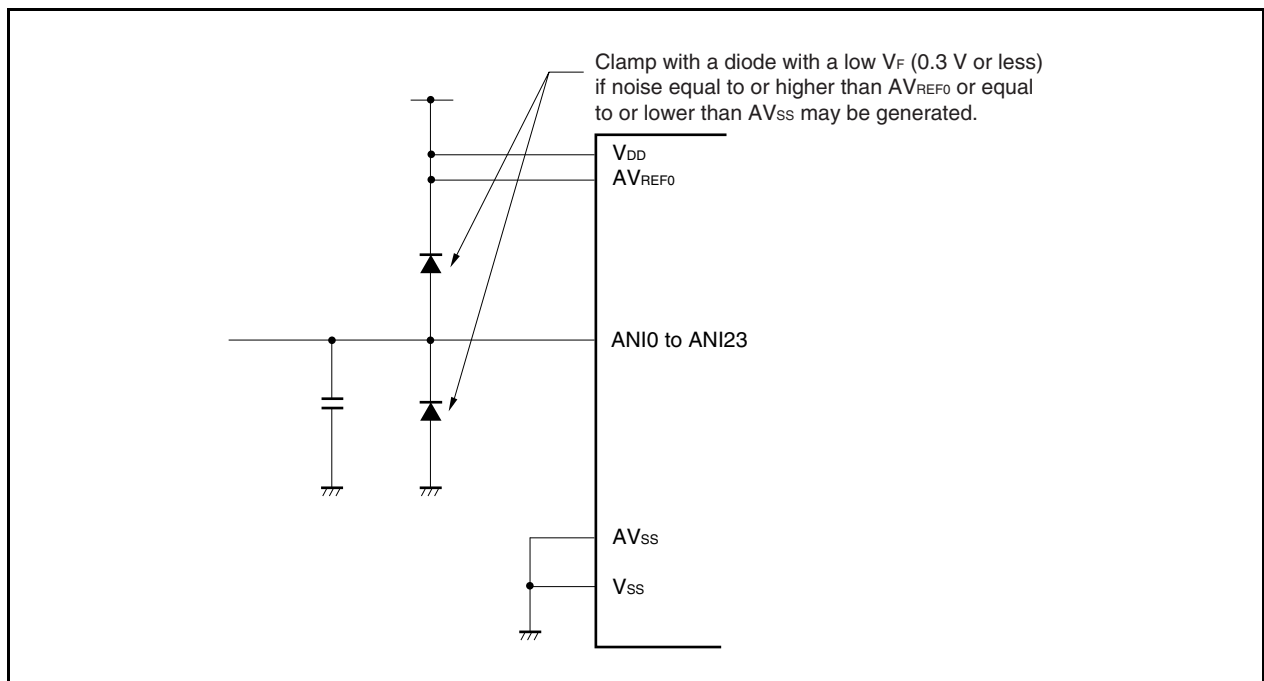 Clamp with a diode with a low VF (0.3 V or less)
if noise equal to or higher than AVREF0 or equal
to or lower than AVSS may be generated.
VDD
AVREF0
ANI0 to ANI23
AVSS
VSS